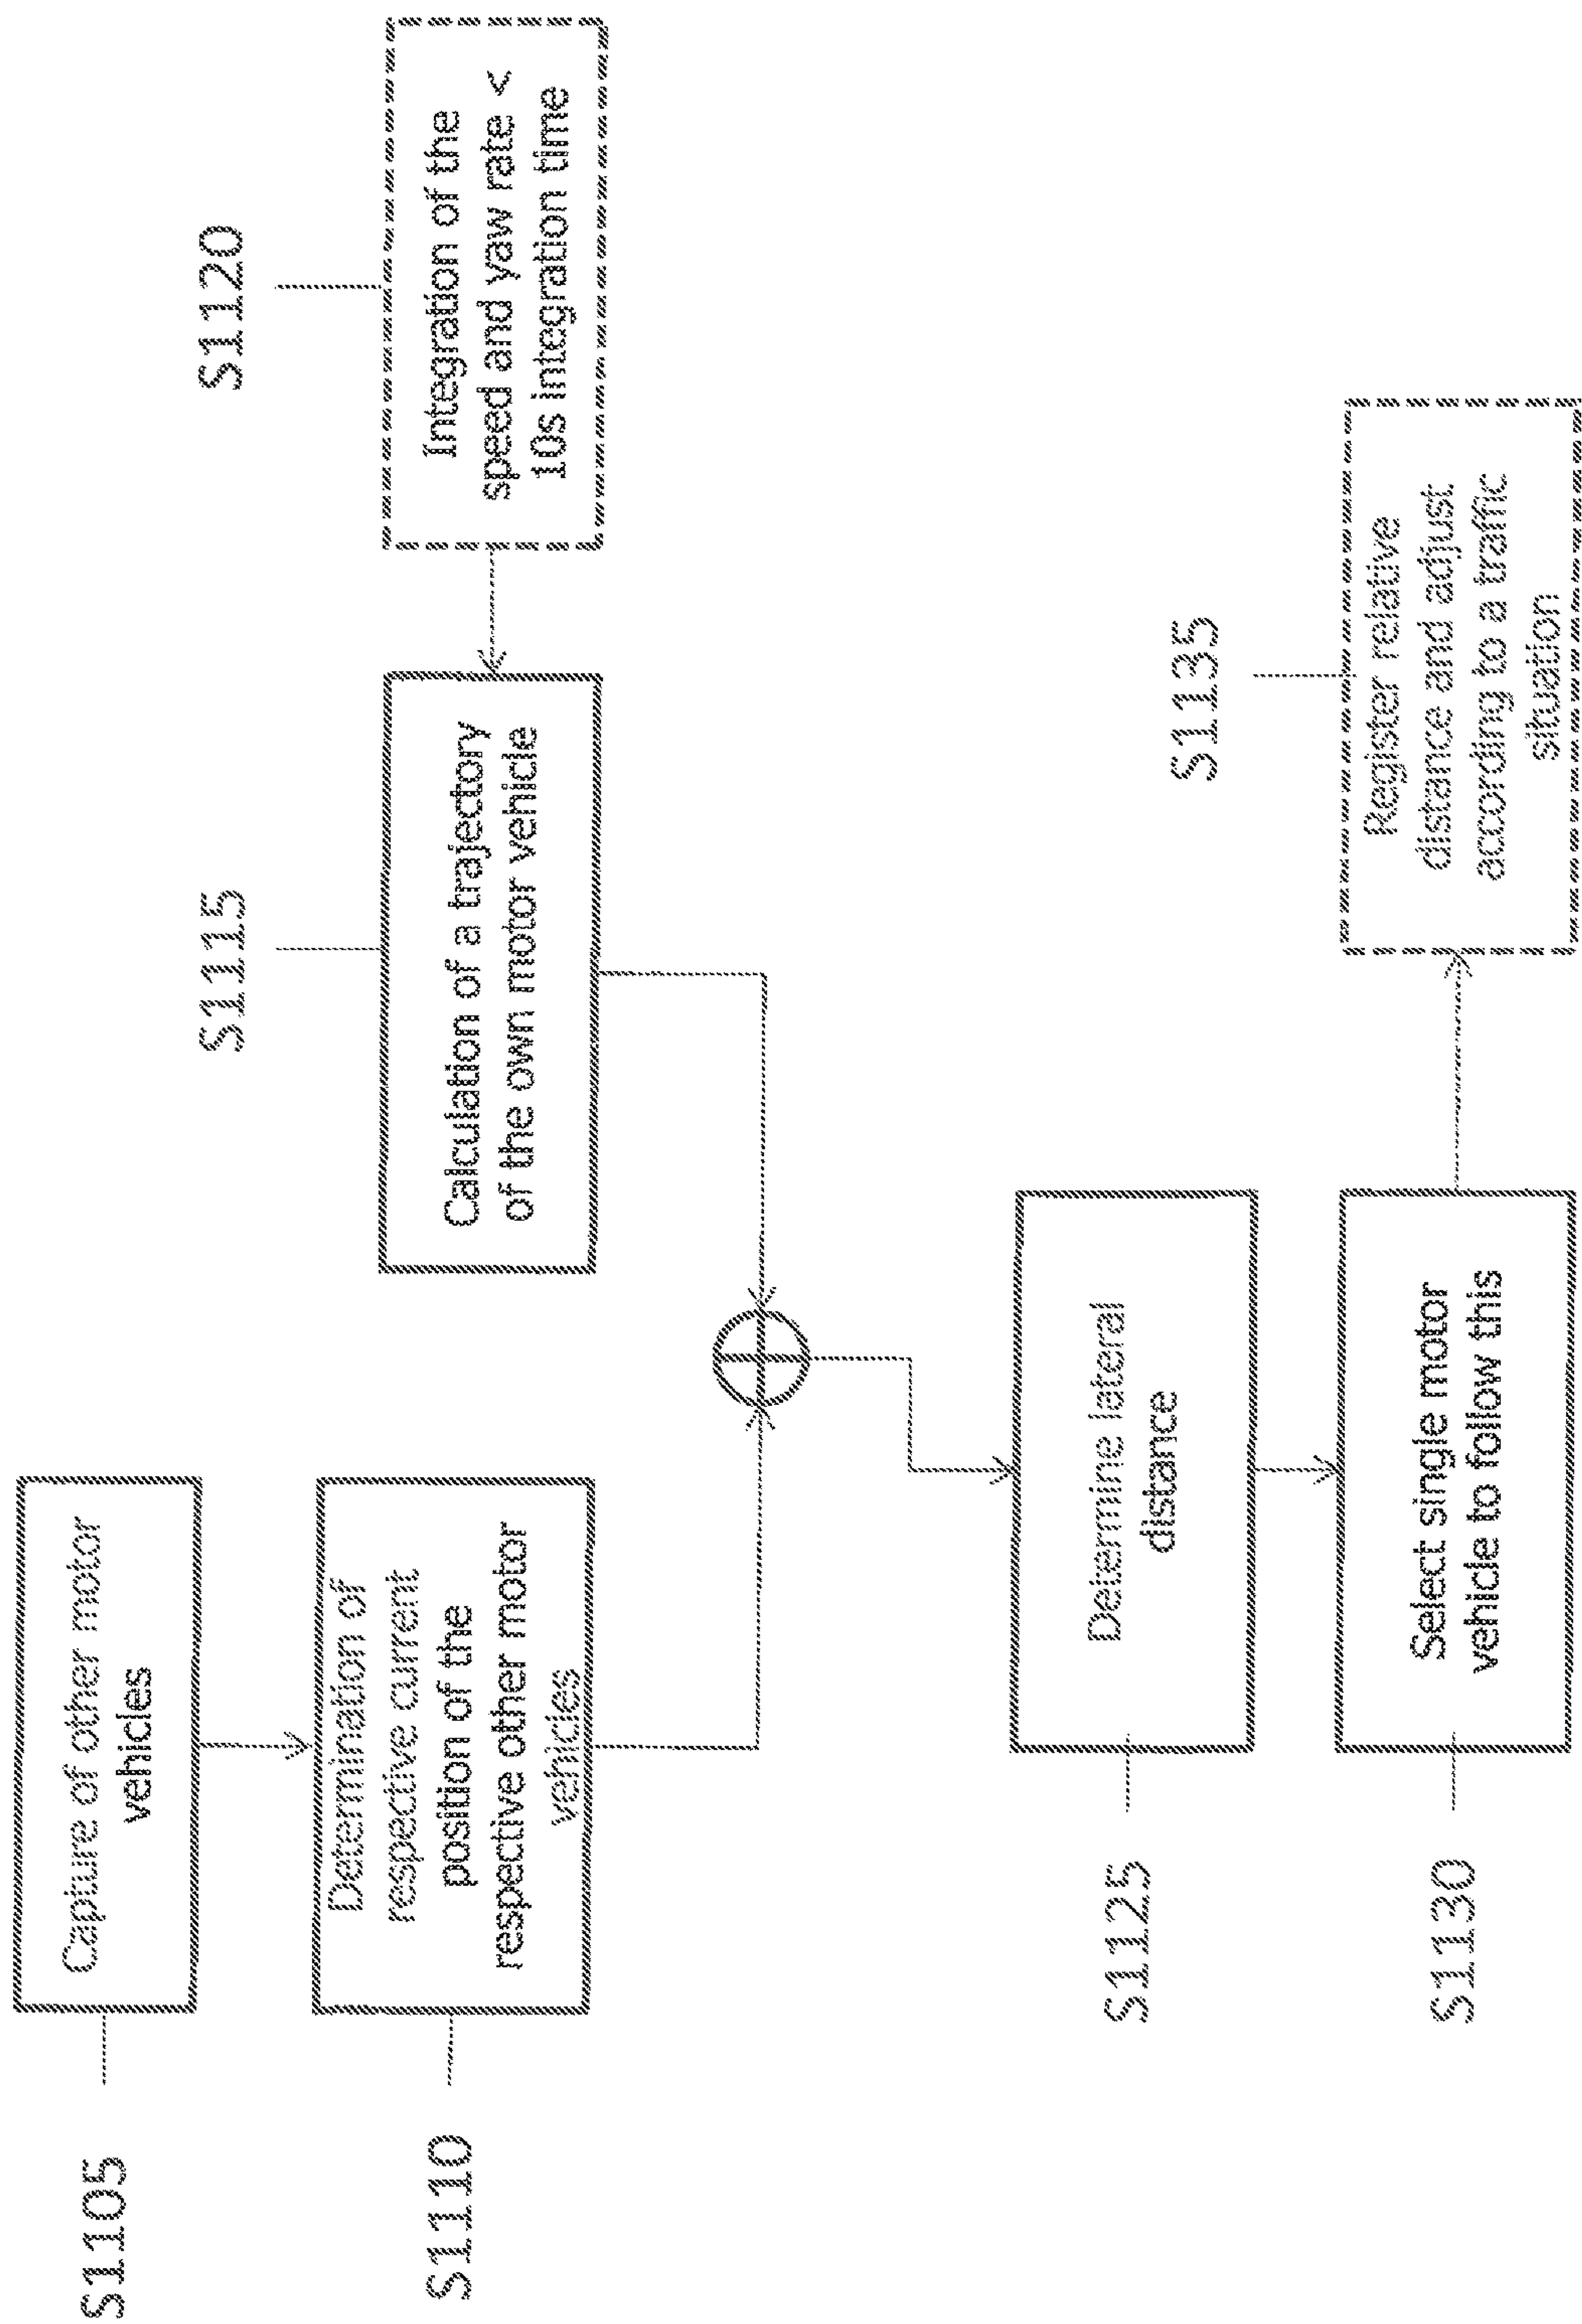 S1105
Capture of other motor
vehicles
S1110
Determination of
respective current
position of the
respective other motor
vehicles
S1115
Calculation of a trajectory
of the own motor vehicle
S1120
Integration of the
speed and yaw rate <
10s integration time
S1125
Determine lateral
distance
S1130
Select single motor
vehicle to follow this
S1135
Register relative
distance and adjust
according to a traffic
situation